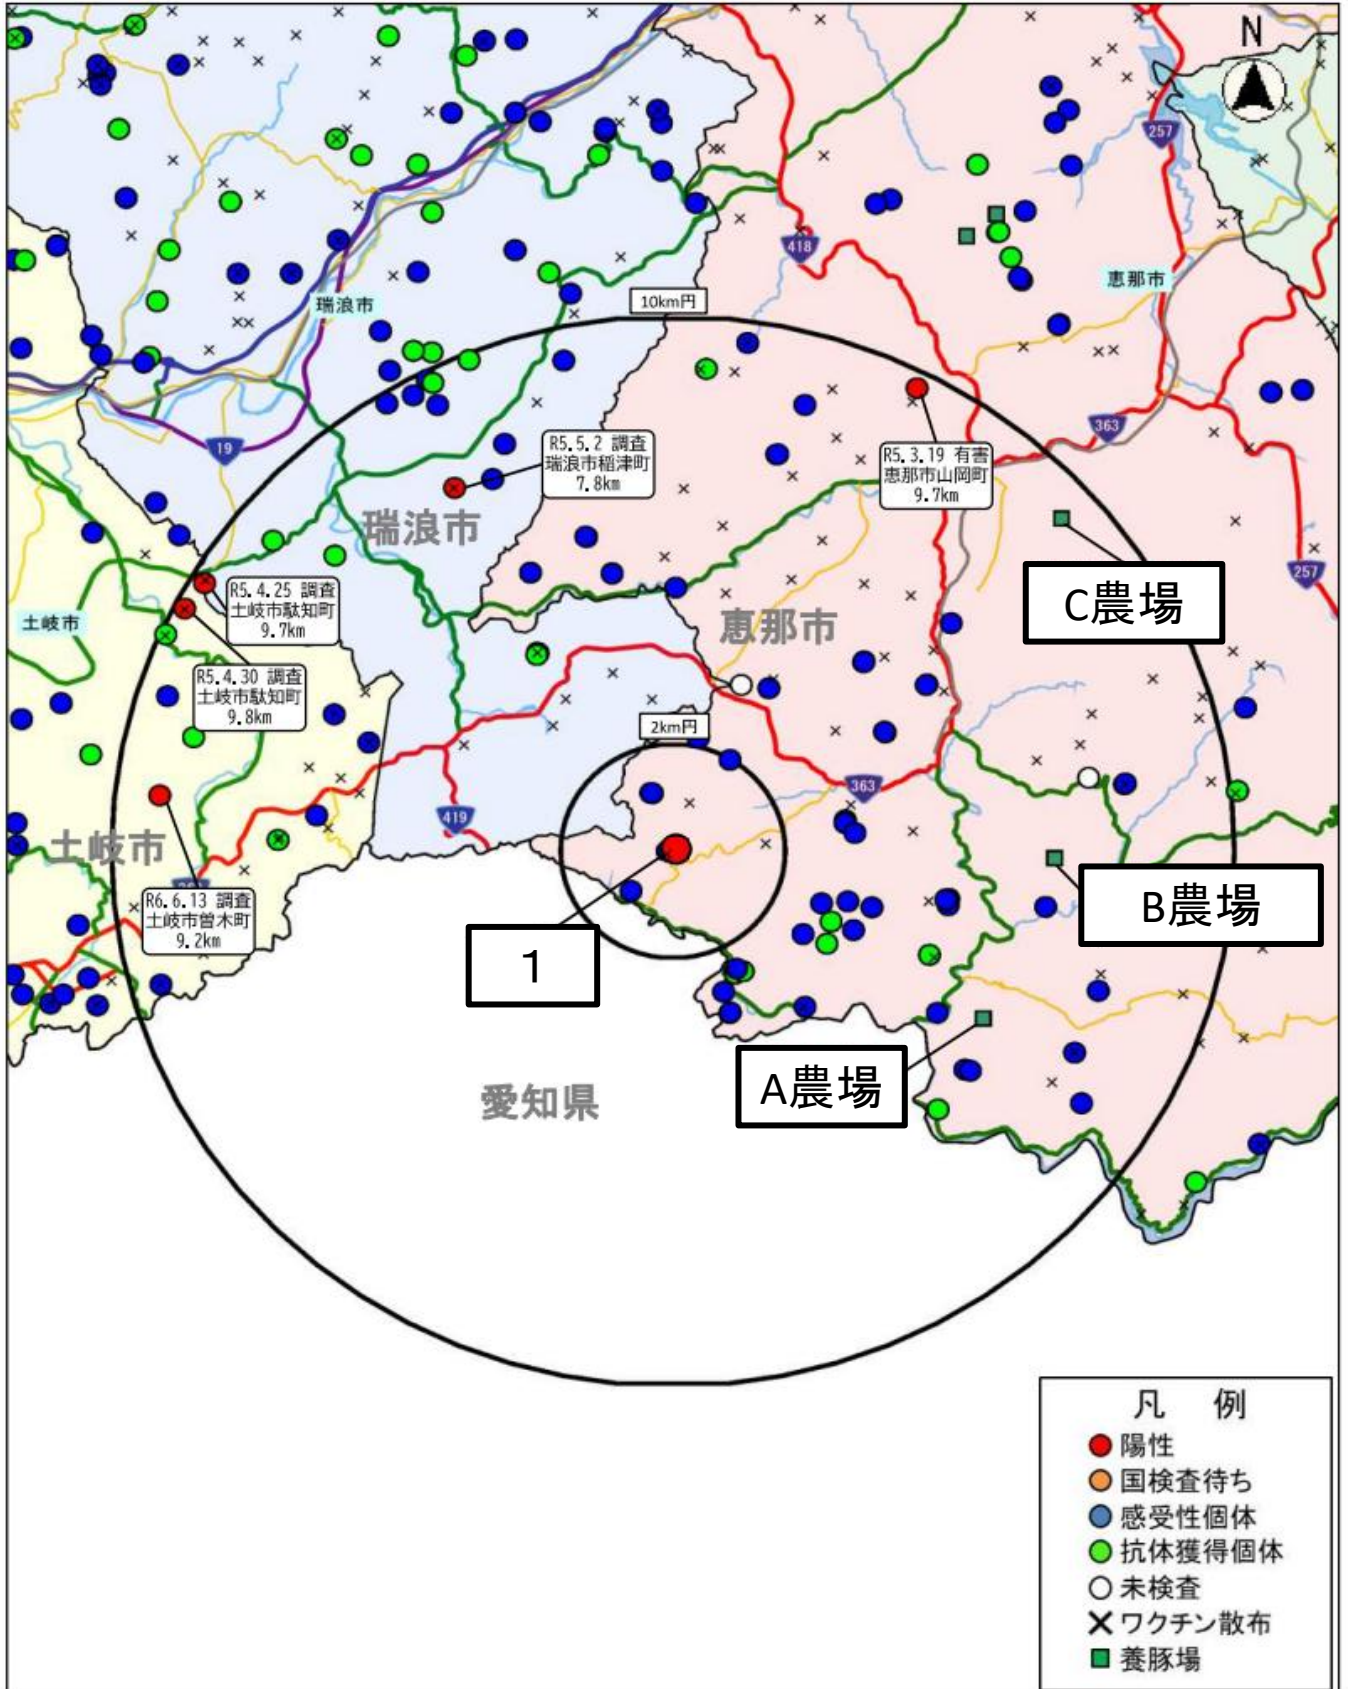 N
257
418
恵那市
10km円
瑞浪市
363
19
R5.5.2 調査
瑞浪市稲津町
7.8km
R5.3.19 有害
恵那市山岡町
9.7km
瑞浪市
257
R5.4.25 調査
土岐市駄知町
9.7km
C農場
土岐市
恵那市
R5.4.30 調査
土岐市駄知町
9.8km
2km円
363
419
土岐市
R6.6.13 調査
土岐市曽木町
9.2km
B農場
1
A農場
愛知県
凡 例
陽性
国検査待ち
感受性個体
抗体獲得個体
未検査
ワクチン散布
養豚場